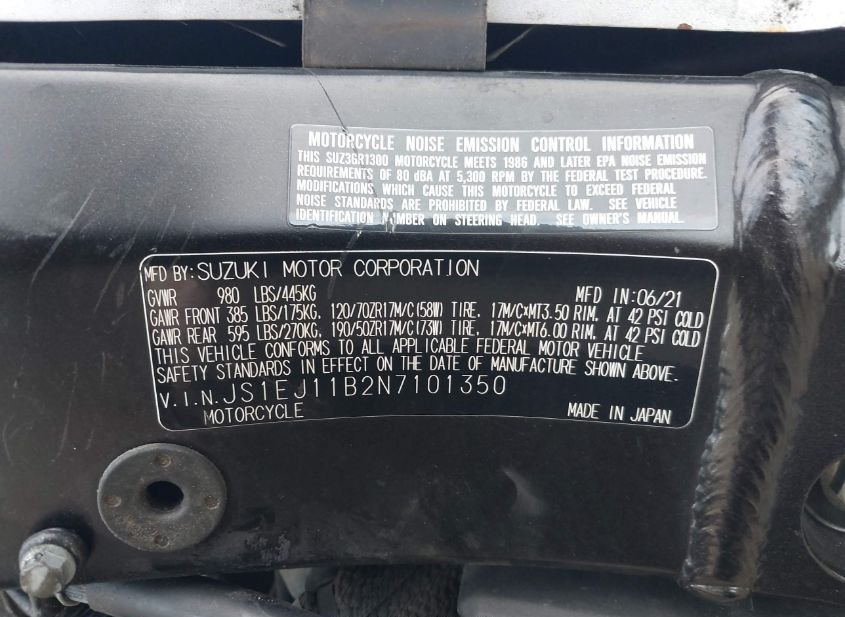 MOTORCYCLE NOISE EMISSION CONTROL INFORMATION
THIS SUZ3GR1300 MOTORCYCLE MEETS 1986 AND LATER EPA NOISE EMISSION
REQUIREMENTS OF 80 dBA AT 5,300 RPM BY THE FEDERAL TEST PROCEDURE.
MODIFICATIONS WHICH CAUSE THIS MOTORCYCLE TO EXCEED FEDERAL
NOISE STANDARDS ARE PROHIBITED BY FEDERAL LAW. SEE VEHICLE
IDENTIFICATION NUMBER ON STEERING HEAD. SEE OWNER'S MANUAL.
MFD BY: SUZUKI MOTOR CORPORATION
GVWR 980 LBS/445KG MFD IN: 06/21
GAWR FRONT 385 LBS/175KG, 120/70ZR17M/C(58W) TIRE, 17M/C×MT3.50 RIM, AT 42 PSI COLD
GAWR REAR 595 LBS/270KG, 190/50ZR17M/C(73W) TIRE, 17M/C×MT6.00 RIM, AT 42 PSI COLD
THIS VEHICLE CONFORMS TO ALL APPLICABLE FEDERAL MOTOR VEHICLE
SAFETY STANDARDS IN EFFECT ON THE DATE OF MANUFACTURE SHOWN ABOVE.
V.I.N. JS1EJ11B2N7101350
MOTORCYCLE MADE IN JAPAN